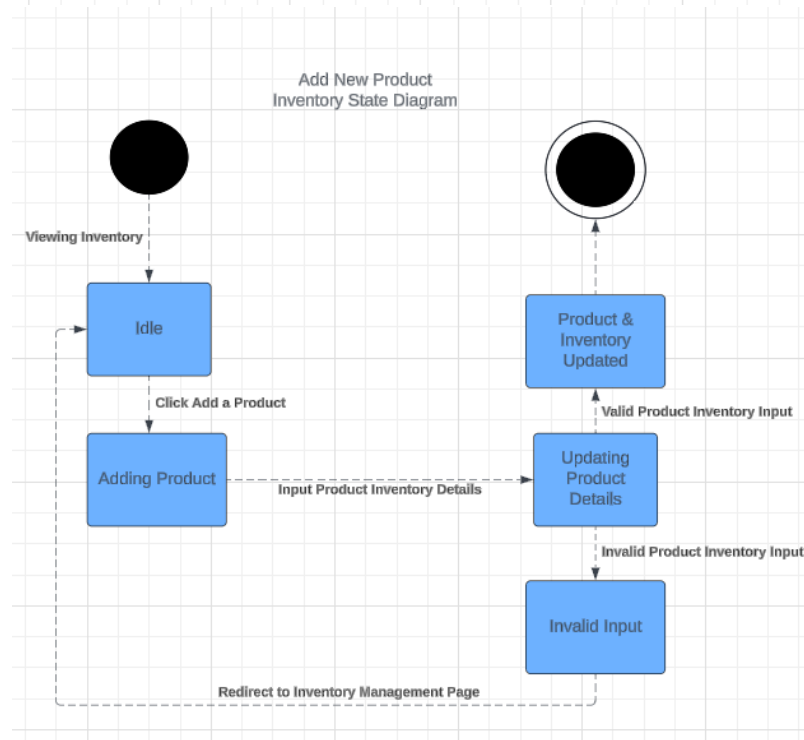 Add New Product
Inventory State Diagram
Viewing Inventory
Idle
Click Add a Product
Adding Product
Input Product Inventory Details
Product &
Inventory
Updated
Valid Product Inventory Input
Updating
Product
Details
Invalid Product Inventory Input
Invalid Input
Redirect to Inventory Management Page